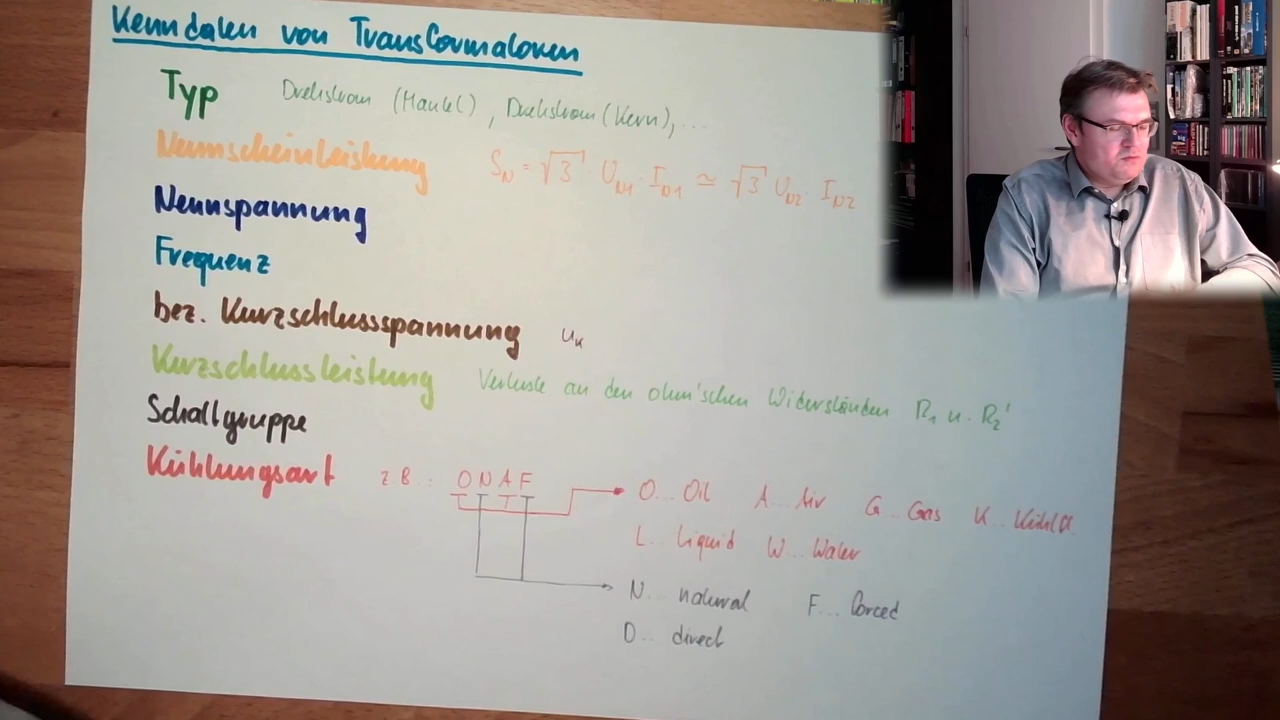 Kenndaten von Transformatoren
Typ Drehstrom (Mantel), Drehstrom (Kern), ...
Nennscheinleistung S_N = √3 · U_N1 · I_N1 ≃ √3 U_N2 · I_N2
Nennspannung
Frequenz
bez. Kurzschlussspannung u_k
Kurzschlussleistung Verluste an den ohm'schen Widerständen R_1 u. R_2'
Schaltgruppe
Kühlungsart z.B.: ONAF O... Oil A... Air G... Gas K... Kühlfl.
L.. Liquid W.. Water
N.. natural F... forced
D.. direct